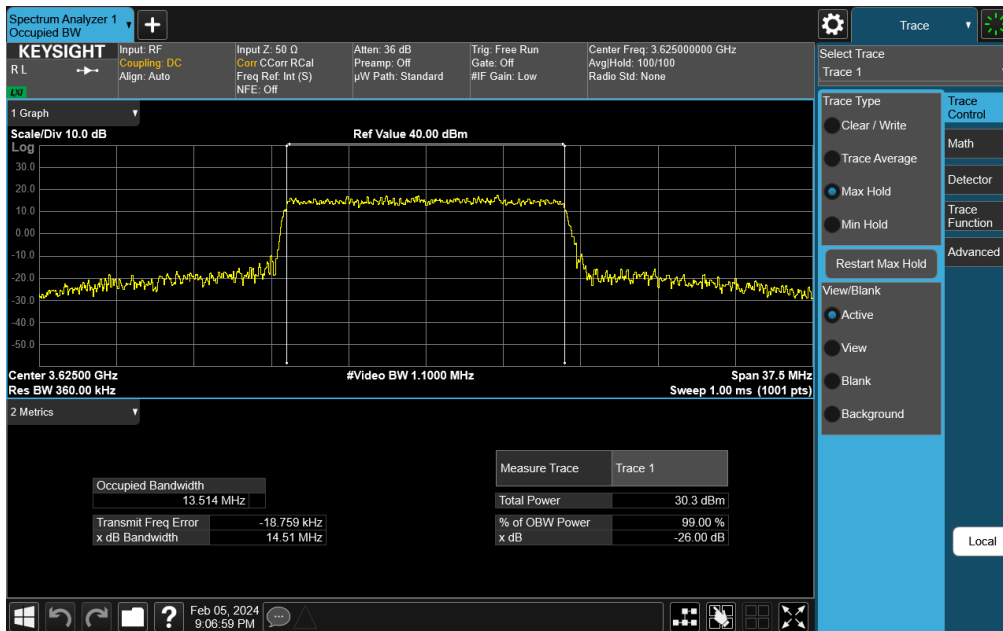 Spectrum Analyzer 1
Occupied BW
Trace
KEYSIGHT
R L
LXI
Input: RF
Coupling: DC
Align: Auto
Input Z: 50 Ω
Corr CCorr RCal
Freq Ref: Int (S)
NFE: Off
Atten: 36 dB
Preamp: Off
µW Path: Standard
Trig: Free Run
Gate: Off
#IF Gain: Low
Center Freq: 3.625000000 GHz
Avg|Hold: 100/100
Radio Std: None
Select Trace
Trace 1
1 Graph
Scale/Div 10.0 dB
Ref Value 40.00 dBm
Log
30.0
20.0
10.0
0.00
-10.0
-20.0
-30.0
-40.0
-50.0
Center 3.62500 GHz
#Video BW 1.1000 MHz
Span 37.5 MHz
Res BW 360.00 kHz
Sweep 1.00 ms (1001 pts)
Trace Type
Clear / Write
Trace Average
Max Hold
Min Hold
Restart Max Hold
View/Blank
Active
View
Blank
Background
Trace
Control
Math
Detector
Trace
Function
Advanced
Local
2 Metrics
Occupied Bandwidth
13.514 MHz
Transmit Freq Error -18.759 kHz
x dB Bandwidth 14.51 MHz
Measure Trace Trace 1
Total Power 30.3 dBm
% of OBW Power 99.00 %
x dB -26.00 dB
Feb 05, 2024
9:06:59 PM